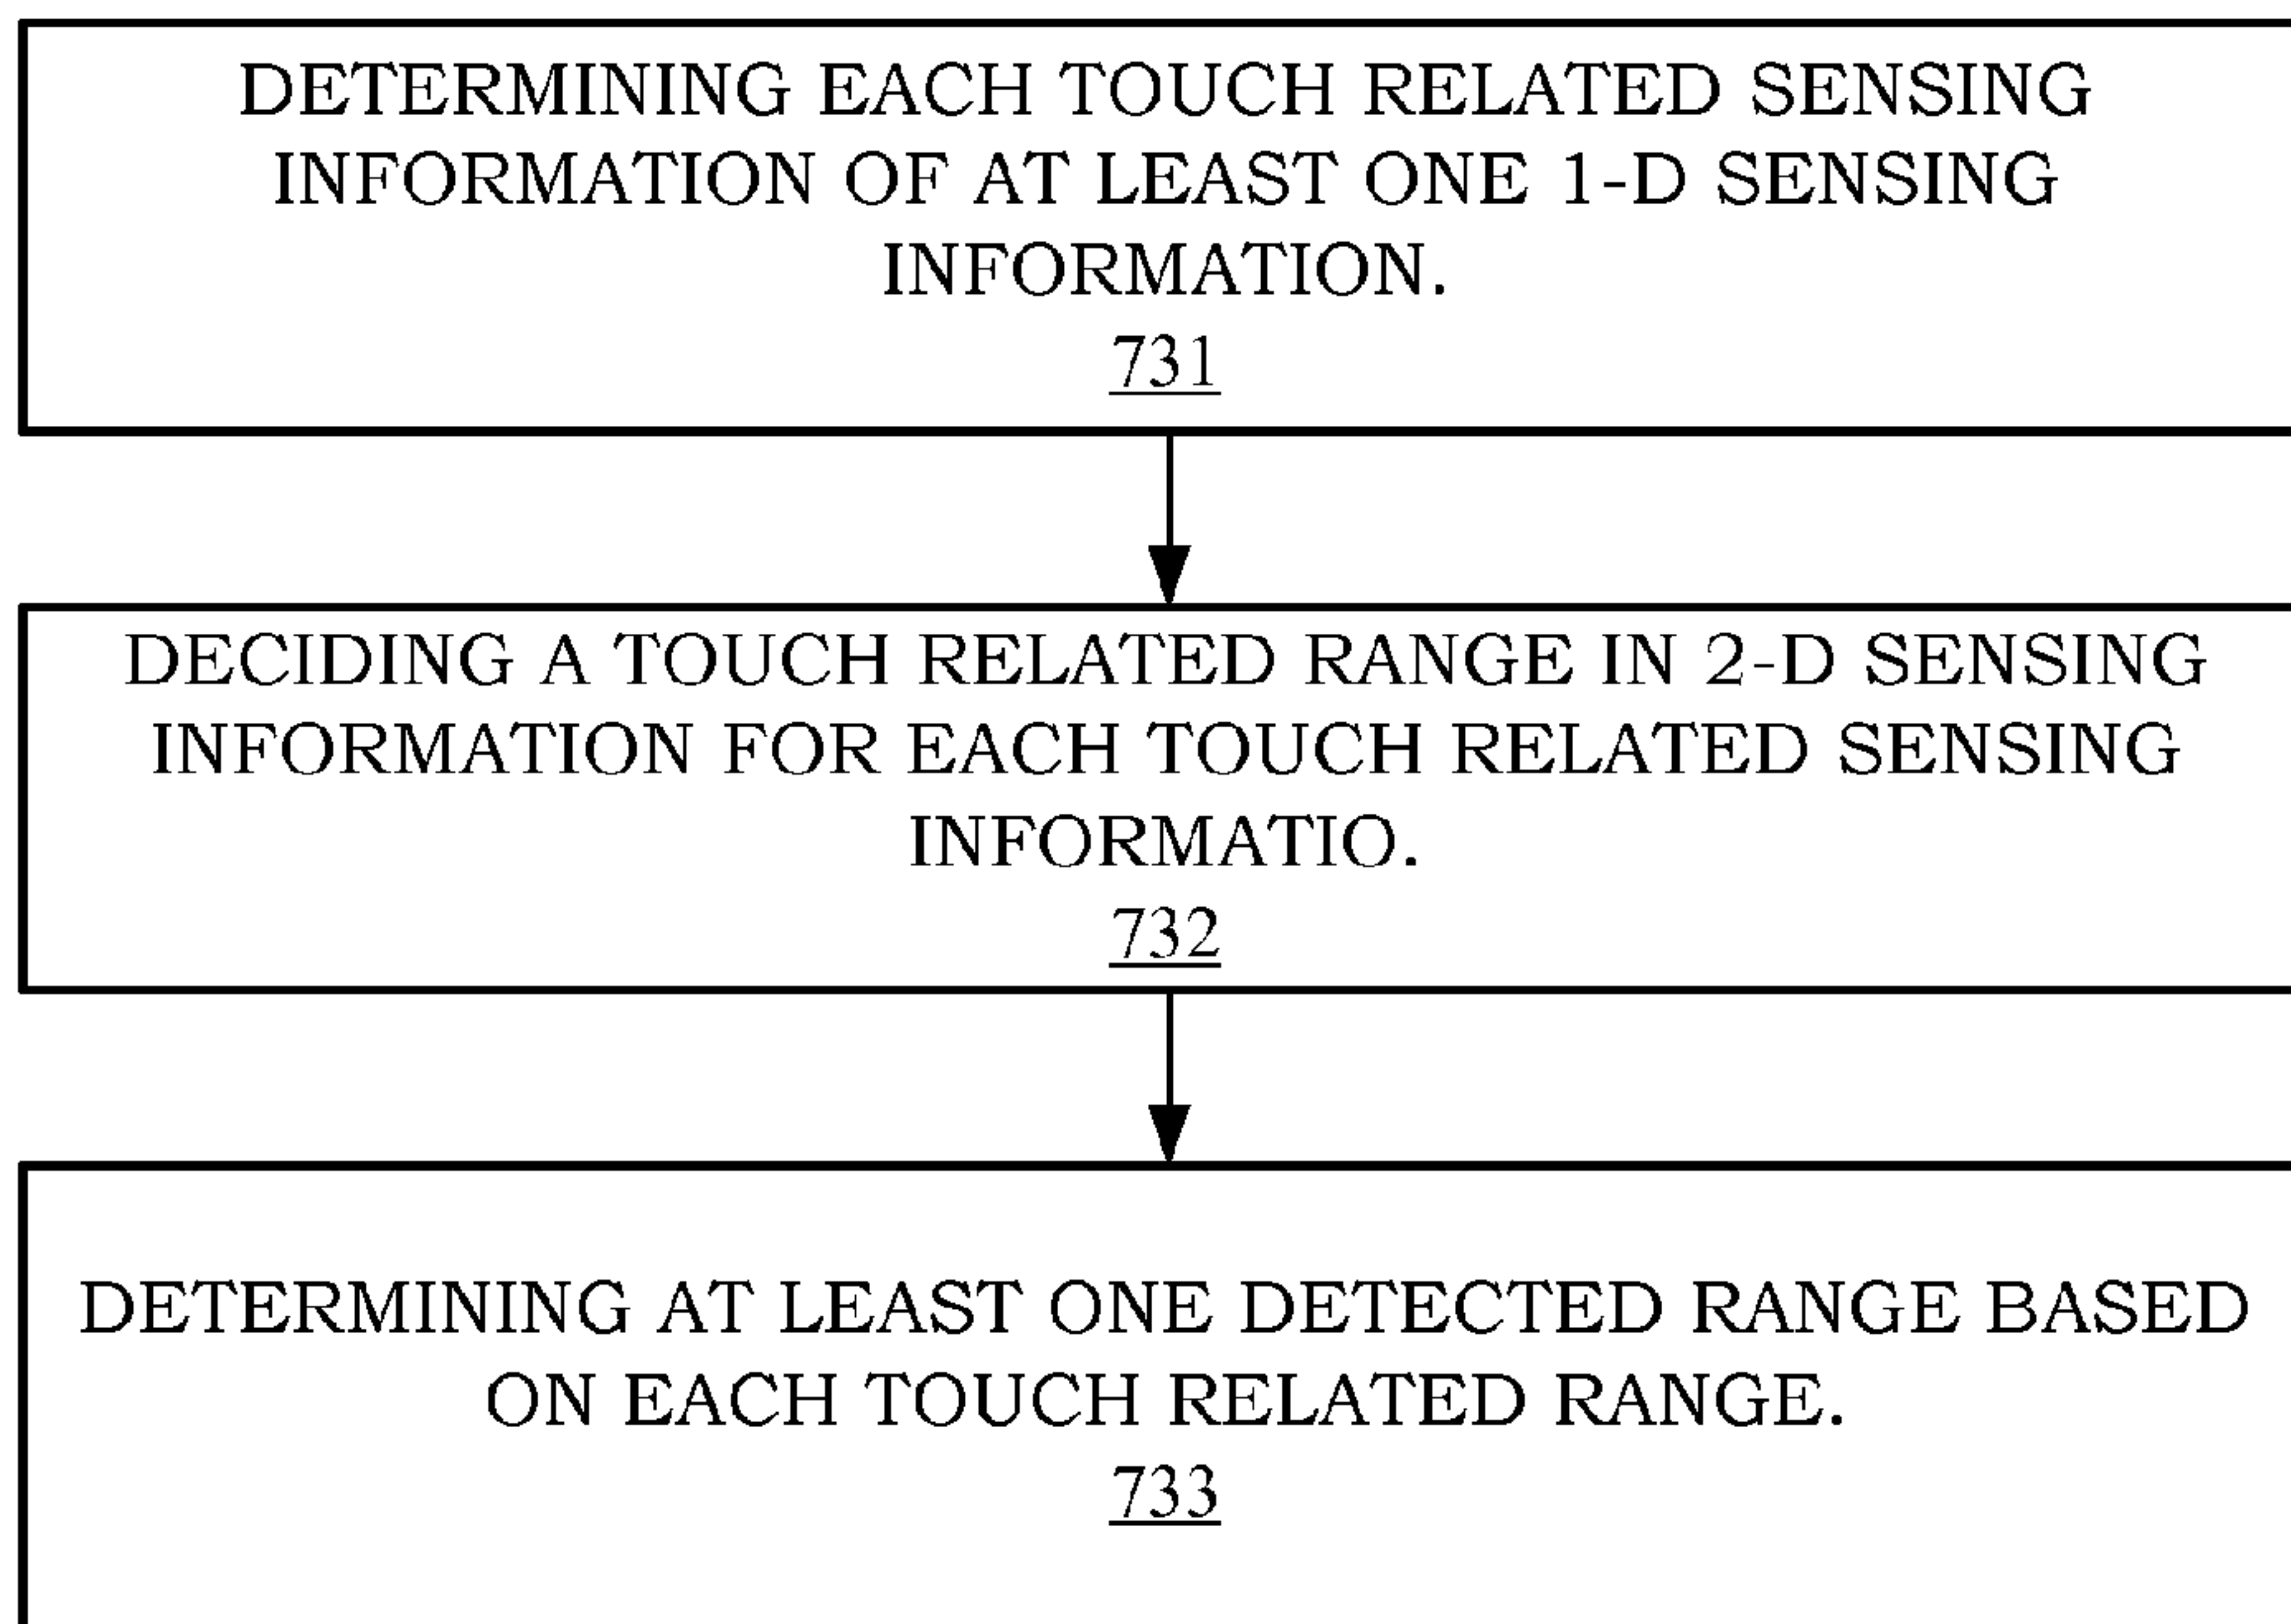 DETERMINING EACH TOUCH RELATED SENSING
INFORMATION OF AT LEAST ONE 1-D SENSING
INFORMATION.
731
DECIDING A TOUCH RELATED RANGE IN 2-D SENSING
INFORMATION FOR EACH TOUCH RELATED SENSING
INFORMATIO.
732
DETERMINING AT LEAST ONE DETECTED RANGE BASED
ON EACH TOUCH RELATED RANGE.
733